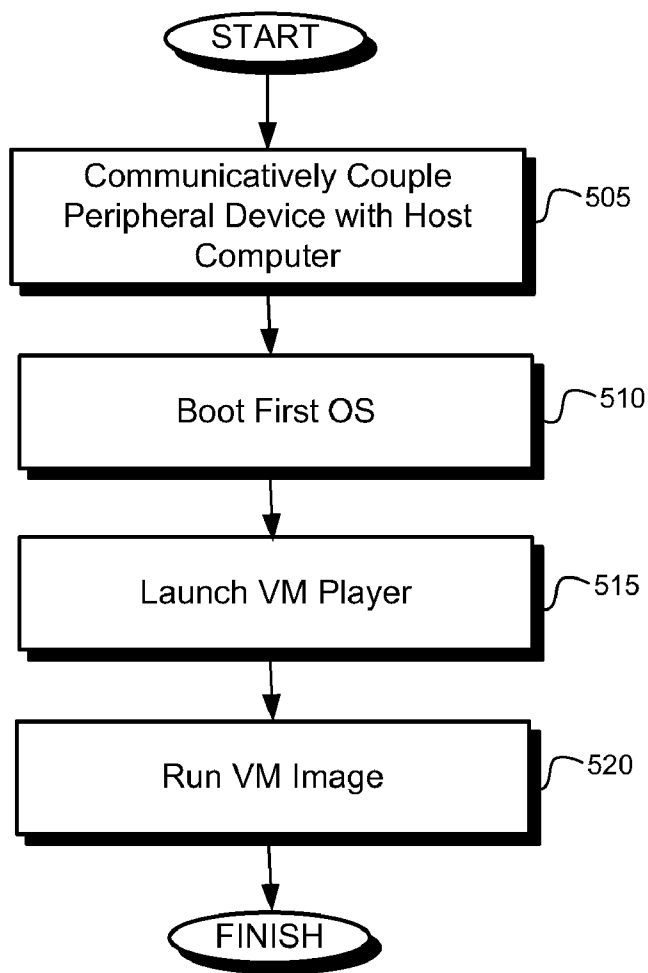 START
Communicatively Couple
Peripheral Device with Host
Computer
505
Boot First OS
510
Launch VM Player
515
Run VM Image
520
FINISH